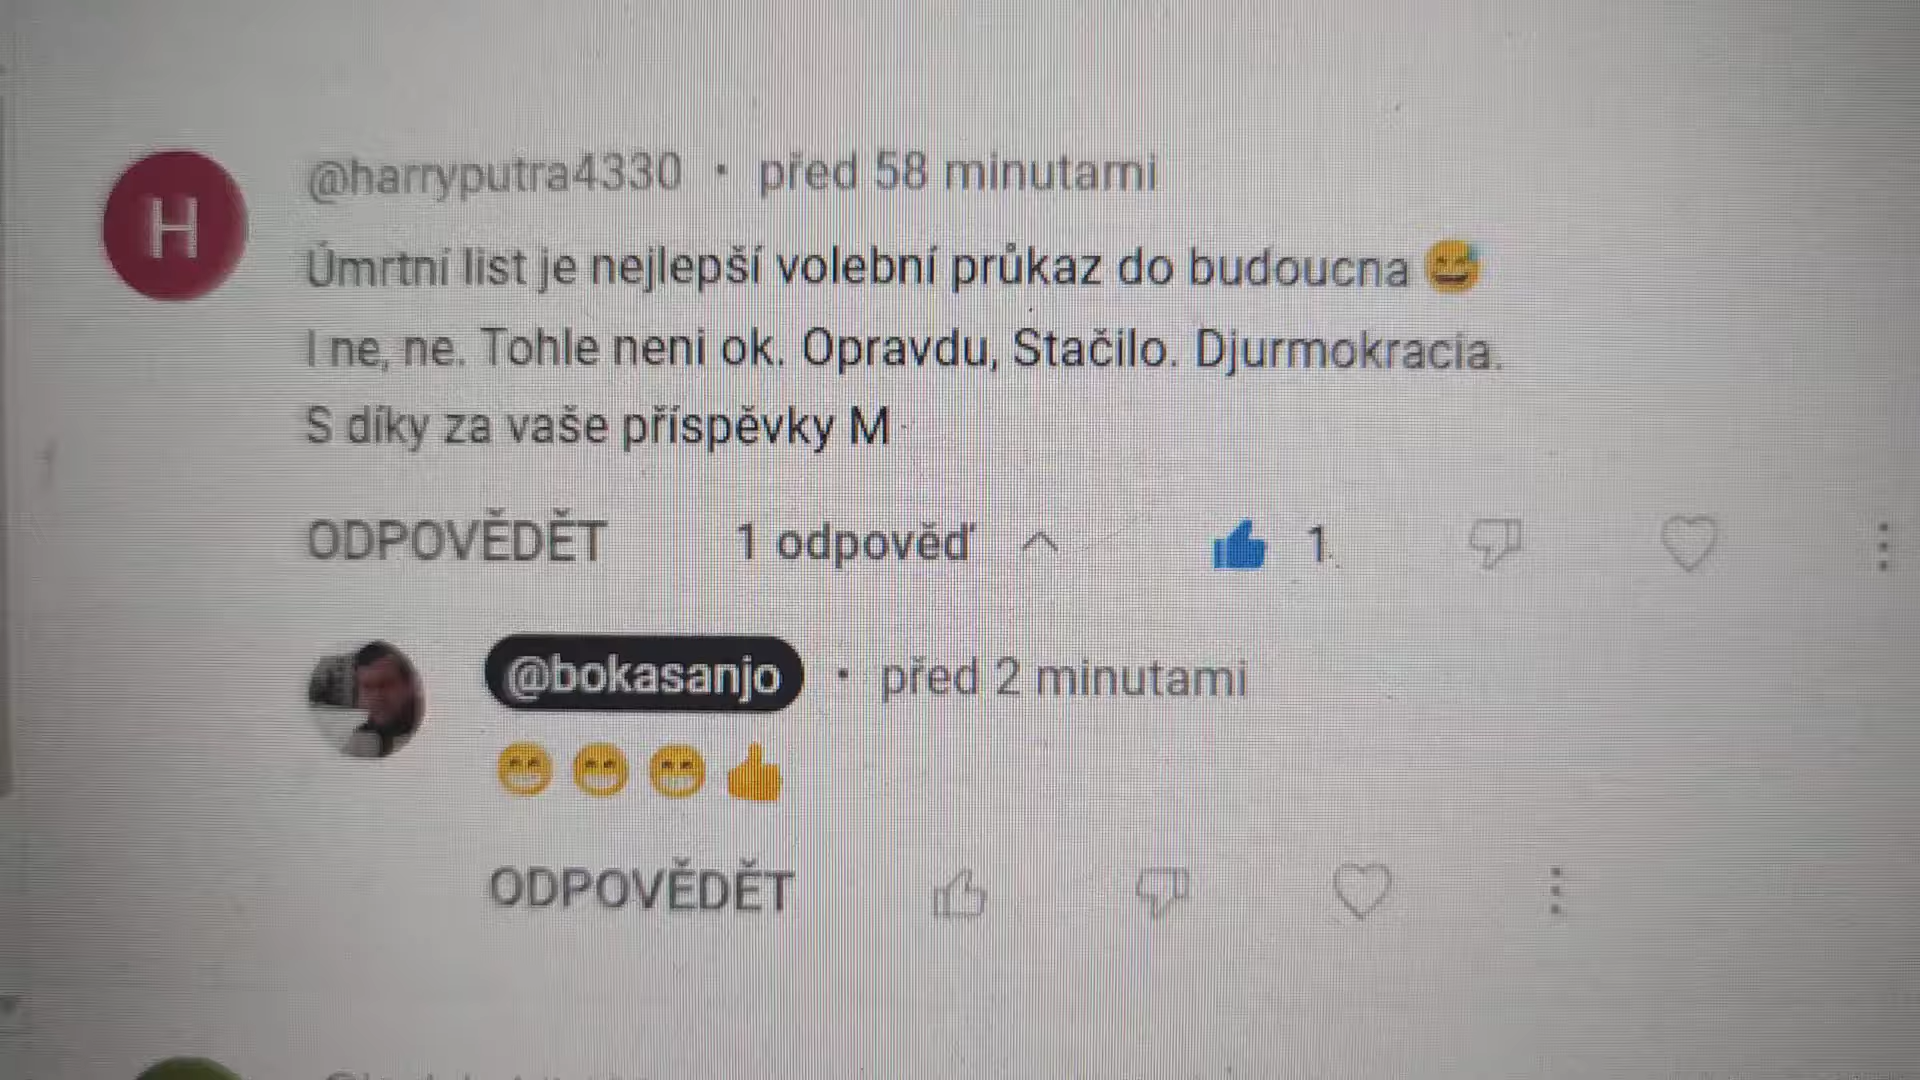 H
@harryputra4330 · před 58 minutami
Úmrtní list je nejlepší volební průkaz do budoucna 😅
I ne, ne. Tohle neni ok. Opravdu, Stačilo. Djurmokracia.
S díky za vaše příspěvky M
ODPOVĚDĚT 1 odpověď 1
@bokasanjo · před 2 minutami
😁😁😁👍
ODPOVĚDĚT